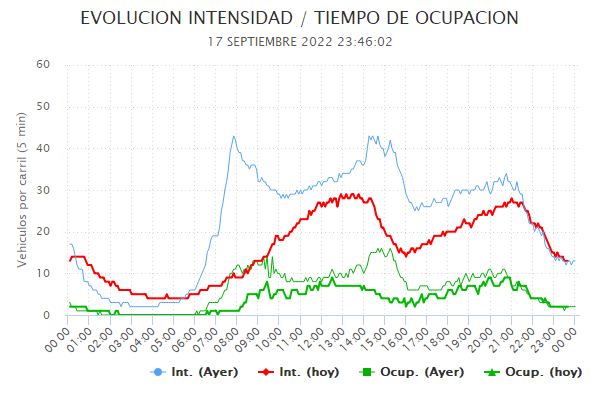 EVOLUCION INTENSIDAD / TIEMPO DE OCUPACION
17 SEPTIEMBRE 2022 23:46:02
Vehiculos por carril (5 min)
60
50
40
30
20
10
0
00:00 01:00 02:00 03:00 04:00 05:00 06:00 07:00 08:00 09:00 10:00 11:00 12:00 13:00 14:00 15:00 16:00 17:00 18:00 19:00 20:00 21:00 22:00 23:00 00:00
Int. (Ayer) Int. (hoy) Ocup. (Ayer) Ocup. (hoy)